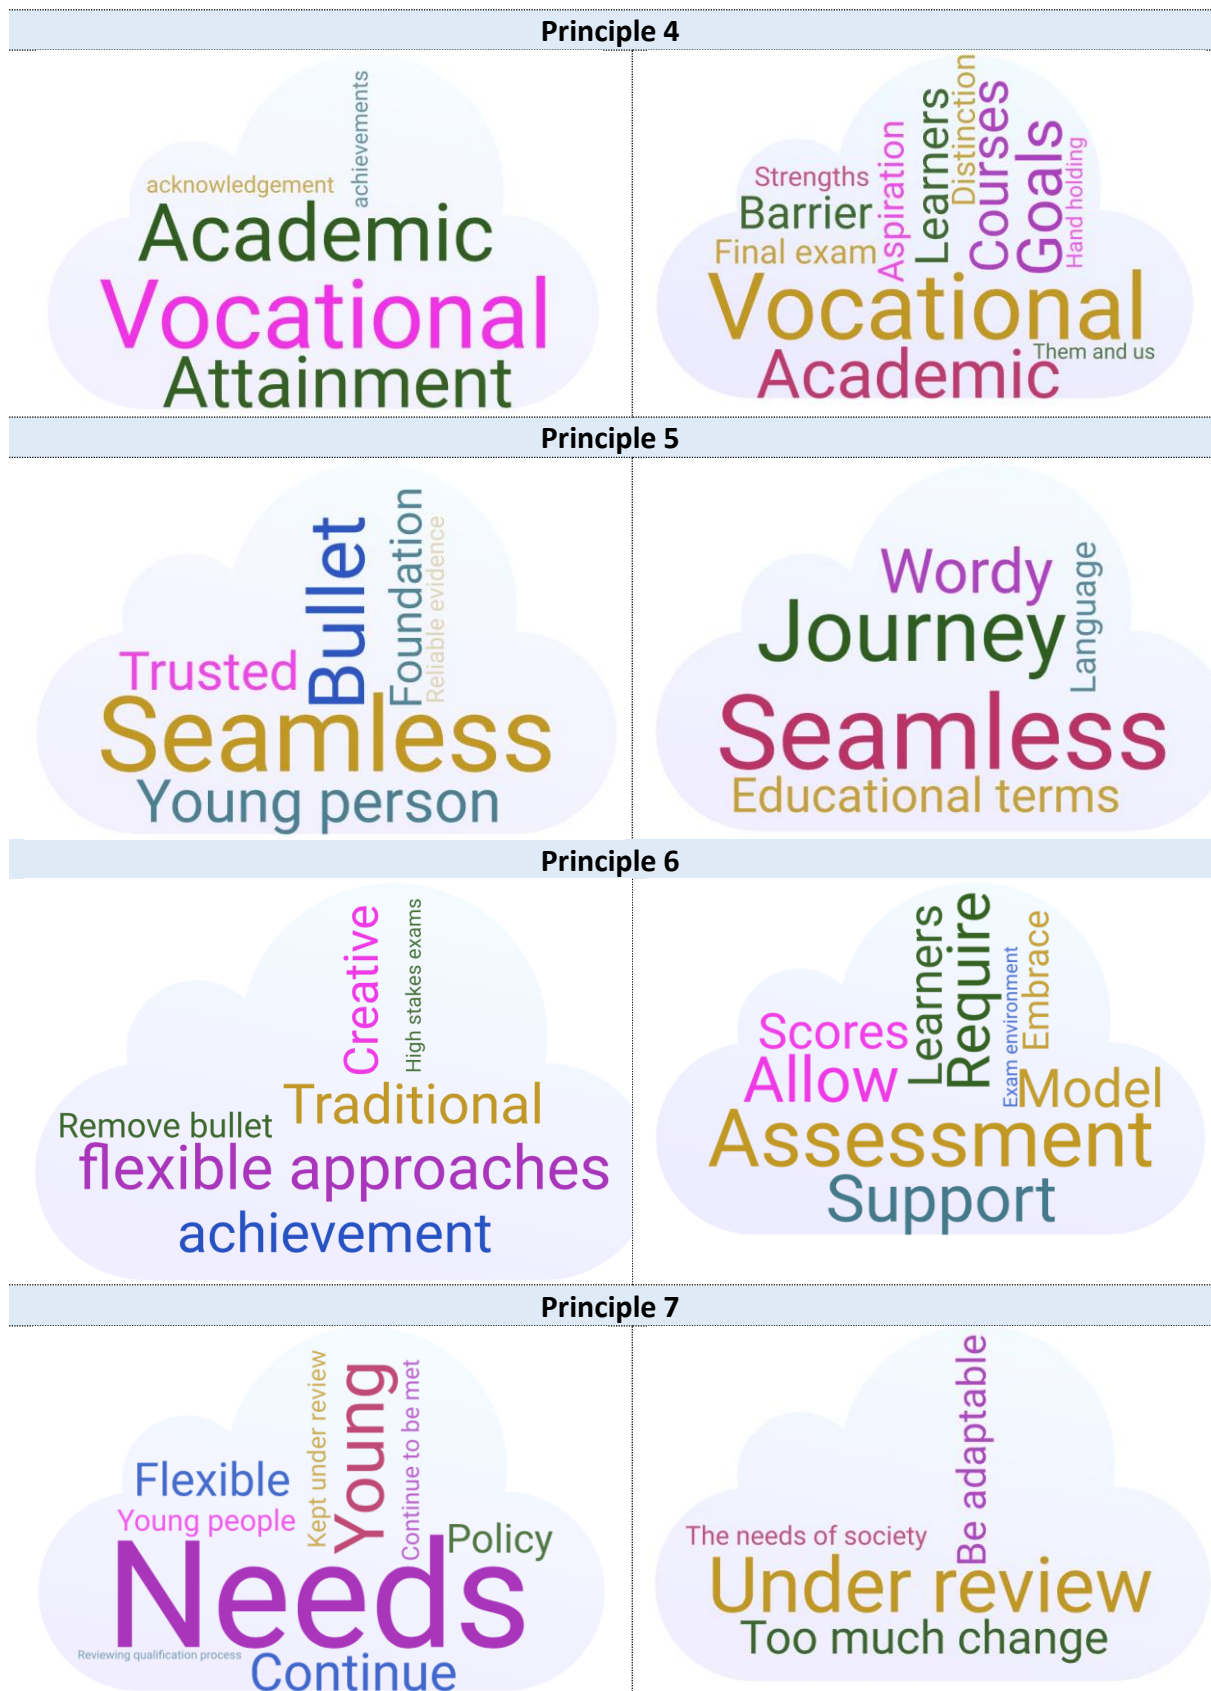 Principle 4
achievements
acknowledgement
Academic
Vocational
Attainment
Distinction
Courses
Learners
Goals
Aspiration
Hand holding
Strengths
Barrier
Final exam
Vocational
Them and us
Academic
Principle 5
Bullet
Foundation
Reliable evidence
Trusted
Seamless
Young person
Wordy
Language
Journey
Seamless
Educational terms
Principle 6
Creative
High stakes exams
Traditional
Remove bullet
flexible approaches
achievement
Learners
Require
Exam environment
Embrace
Scores
Allow
Model
Assessment
Support
Principle 7
Kept under review
Young
Continue to be met
Flexible
Young people
Policy
Needs
Reviewing qualification process
Continue
Be adaptable
The needs of society
Under review
Too much change